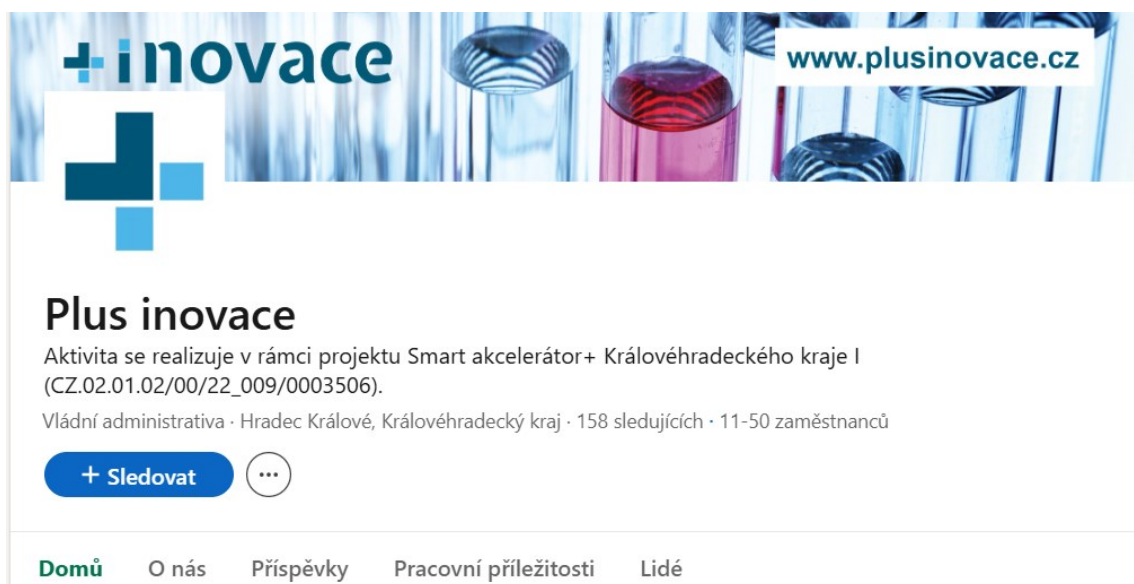 +inovace
www.plusinovace.cz
Plus inovace
Aktivita se realizuje v rámci projektu Smart akcelerátor+ Královéhradeckého kraje I
(CZ.02.01.02/00/22_009/0003506).
Vládní administrativa · Hradec Králové, Královéhradecký kraj · 158 sledujících · 11-50 zaměstnanců
+ Sledovat
Domů O nás Příspěvky Pracovní příležitosti Lidé